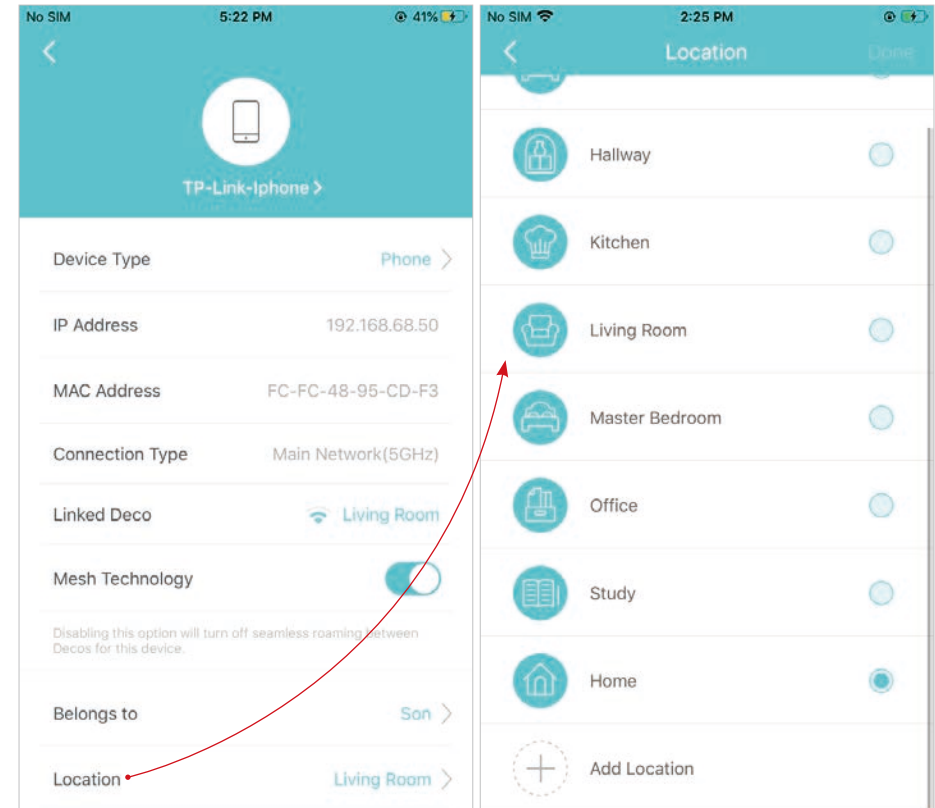 No SIM 5:22 PM 41%
TP-Link-Iphone >
Device Type Phone >
IP Address 192.168.68.50
MAC Address FC-FC-48-95-CD-F3
Connection Type Main Network(5GHz)
Linked Deco Living Room
Mesh Technology
Disabling this option will turn off seamless roaming between
Decos for this device.
Belongs to Son >
Location Living Room >
No SIM 2:25 PM
Location Done
Hallway
Kitchen
Living Room
Master Bedroom
Office
Study
Home
Add Location